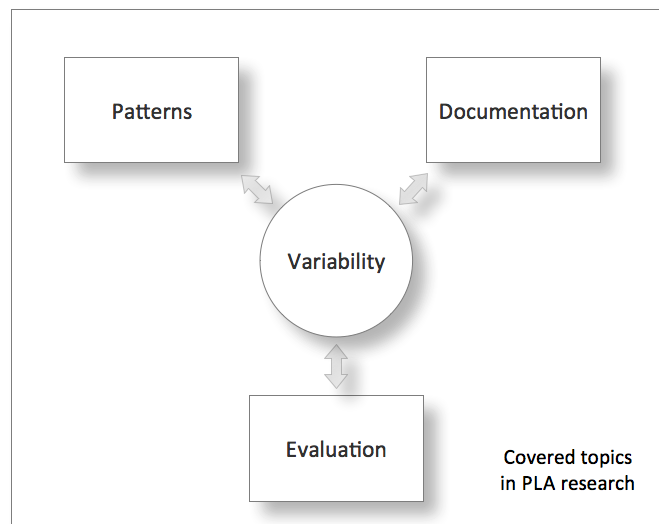 Patterns
Documentation
Variability
Evaluation
Covered topics
in PLA research